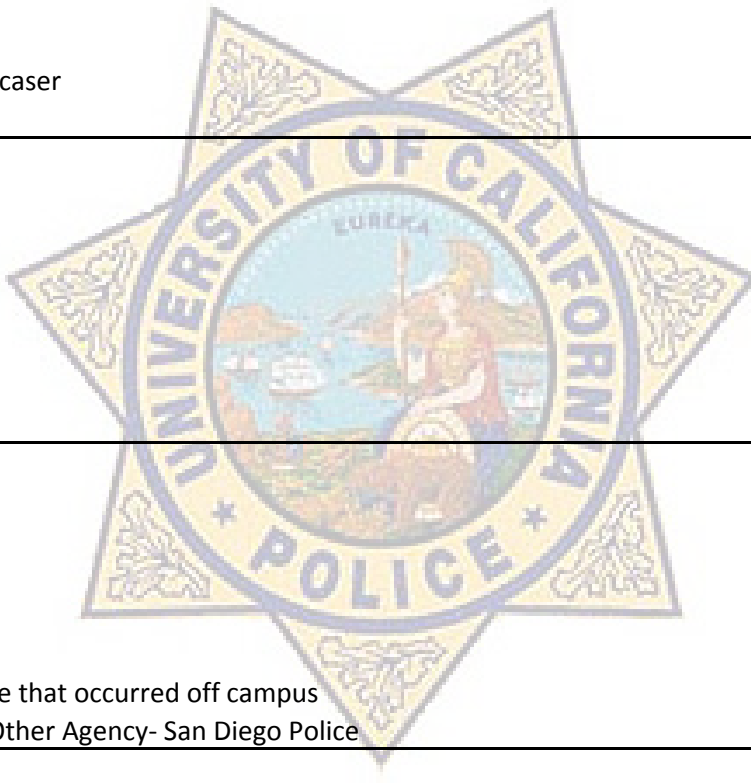 caser
UNIVERSITY OF CALIFORNIA
EUREKA
POLICE
e that occurred off campus
Other Agency- San Diego Police